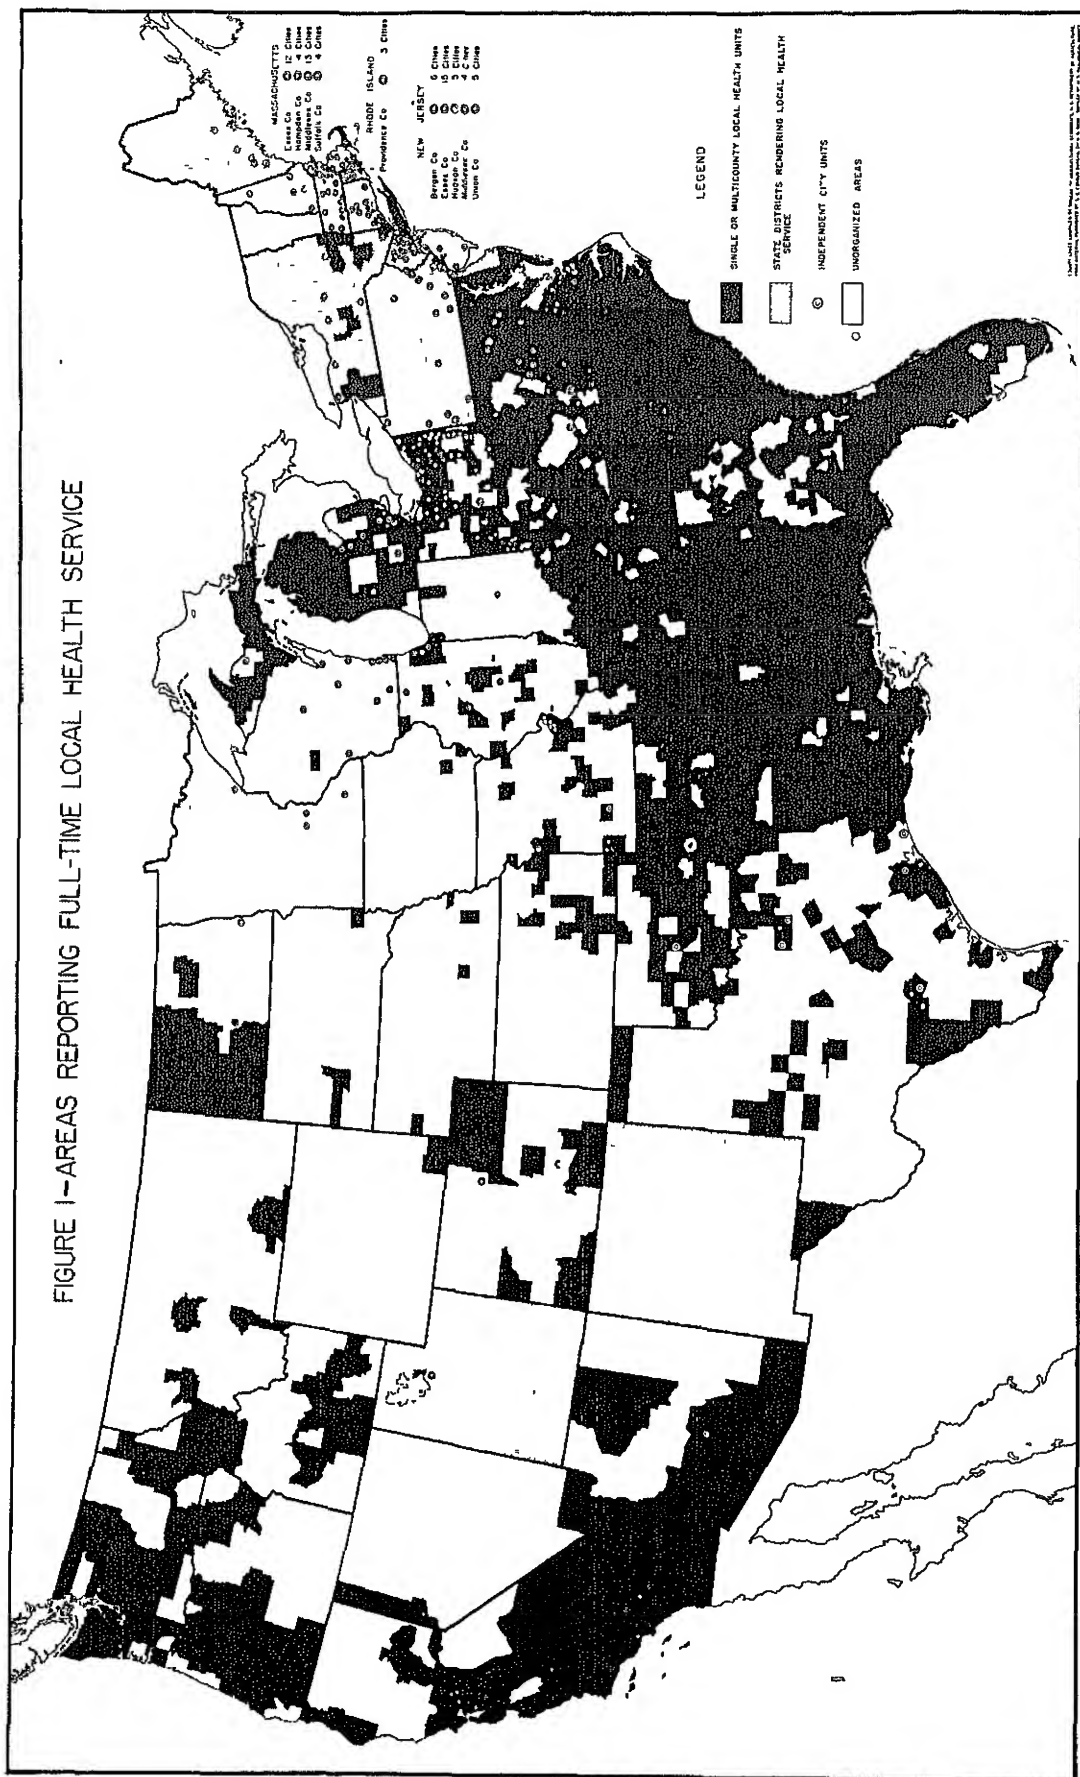 FIGURE 1-AREAS REPORTING FULL-TIME LOCAL HEALTH SERVICE
MASSACHUSETTS
Essex Co 12 Cities
Hampden Co 4 Cities
Middlesex Co 13 Cities
Suffolk Co 4 Cities
RHODE ISLAND
Providence Co 3 Cities
NEW JERSEY
Bergen Co 6 Cities
Essex Co 15 Cities
Hudson Co 3 Cities
Middlesex Co 4 Cities
Union Co 5 Cities
LEGEND
SINGLE OR MULTICOUNTY LOCAL HEALTH UNITS
STATE DISTRICTS RENDERING LOCAL HEALTH
SERVICE
INDEPENDENT CITY UNITS
UNORGANIZED AREAS